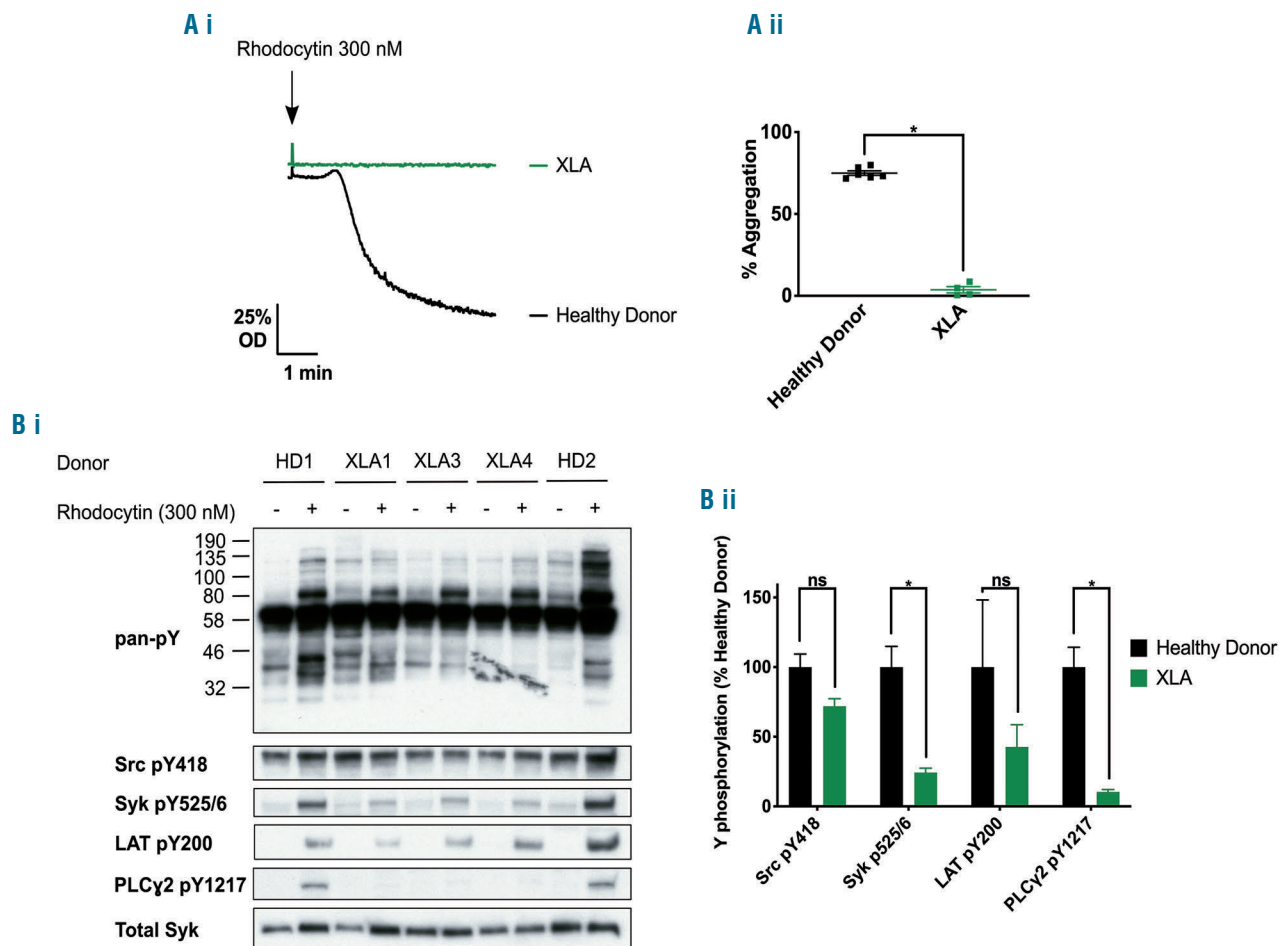 A i
Rhodocytin 300 nM
XLA
Healthy Donor
25%
OD
1 min
A ii
% Aggregation
100
50
0
*
Healthy Donor
XLA
B i
Donor
HD1 XLA1 XLA3 XLA4 HD2
Rhodocytin (300 nM)
- + - + - + - + - +
190
135
100
80
58
46
32
pan-pY
Src pY418
Syk pY525/6
LAT pY200
PLCɣ2 pY1217
Total Syk
B ii
Y phosphorylation (% Healthy Donor)
150
100
50
0
ns
*
ns
*
Healthy Donor
XLA
Src pY418
Syk p525/6
LAT pY200
PLCγ2 pY1217